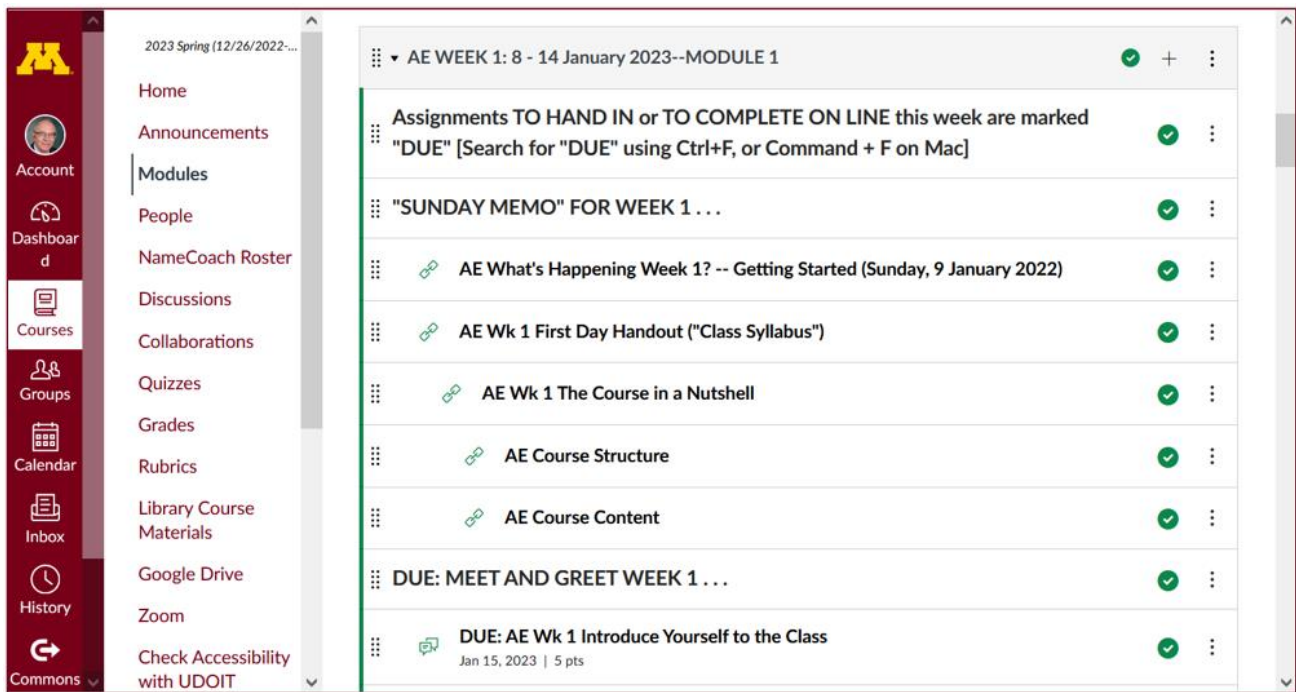 M
Account
Dashboar
d
Courses
Groups
Calendar
Inbox
History
Commons
2023 Spring (12/26/2022-...
Home
Announcements
Modules
People
NameCoach Roster
Discussions
Collaborations
Quizzes
Grades
Rubrics
Library Course
Materials
Google Drive
Zoom
Check Accessibility
with UDOIT
AE WEEK 1: 8 - 14 January 2023--MODULE 1
Assignments TO HAND IN or TO COMPLETE ON LINE this week are marked
"DUE" [Search for "DUE" using Ctrl+F, or Command + F on Mac]
"SUNDAY MEMO" FOR WEEK 1 . . .
AE What's Happening Week 1? -- Getting Started (Sunday, 9 January 2022)
AE Wk 1 First Day Handout ("Class Syllabus")
AE Wk 1 The Course in a Nutshell
AE Course Structure
AE Course Content
DUE: MEET AND GREET WEEK 1 . . .
DUE: AE Wk 1 Introduce Yourself to the Class
Jan 15, 2023 | 5 pts